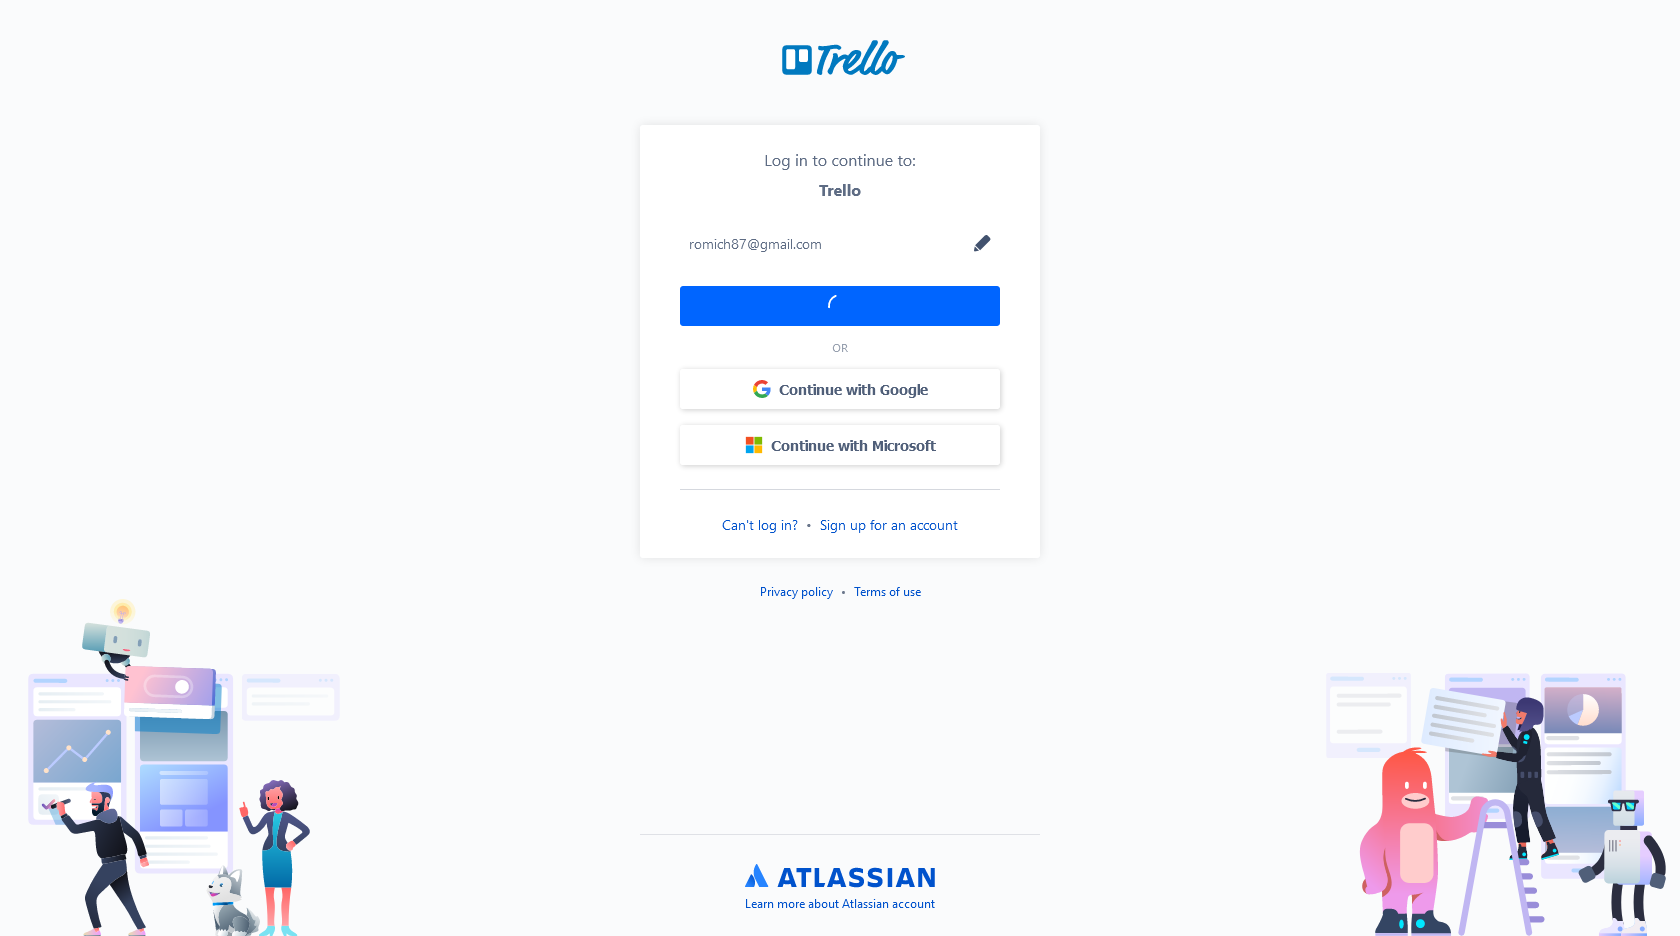 Trello
Log in to continue to:
Trello
romich87@gmail.com
OR
Continue with Google
Continue with Microsoft
Can't log in? • Sign up for an account
Privacy policy • Terms of use
ATLASSIAN
Learn more about Atlassian account